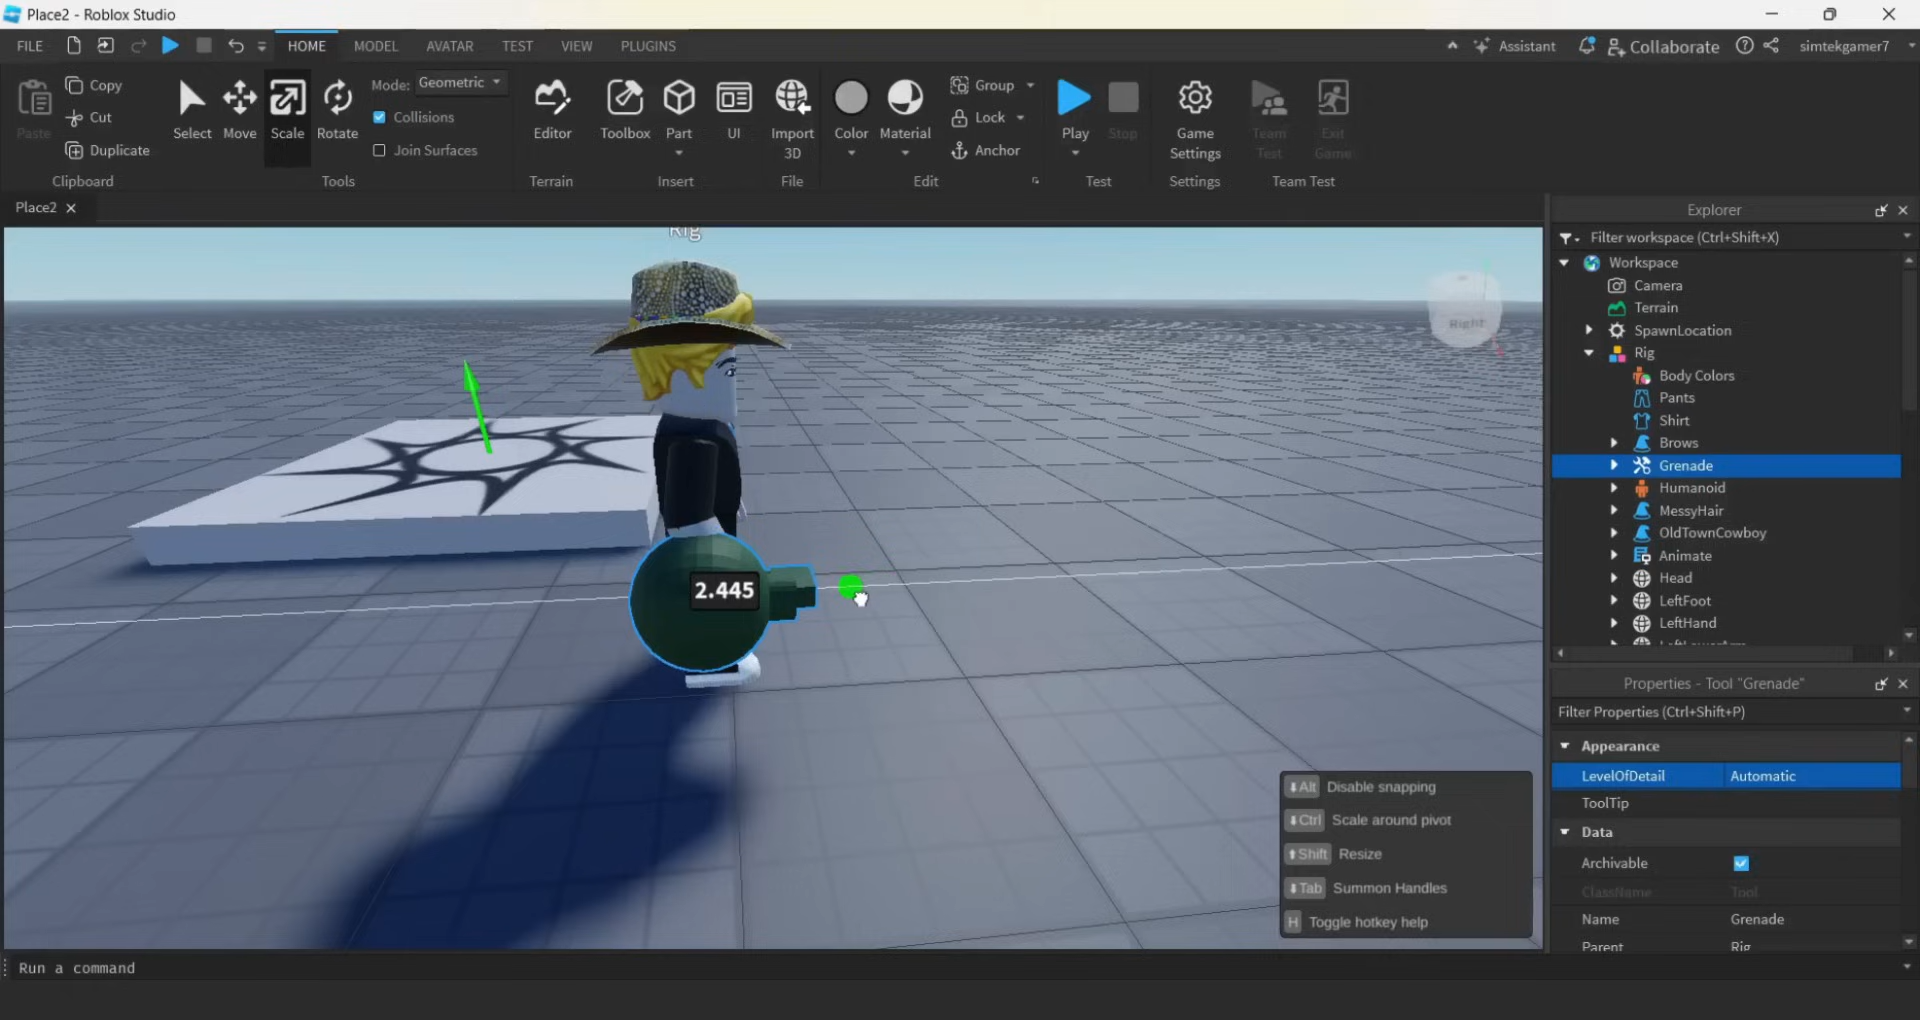 Place2 - Roblox Studio
FILE HOME MODEL AVATAR TEST VIEW PLUGINS Assistant Collaborate simtekgamer7
Paste
Copy
Cut
Duplicate
Clipboard
Select Move Scale Rotate
Mode: Geometric
Collisions
Join Surfaces
Tools
Editor
Terrain
Toolbox Part UI
Insert
Import
3D
File
Color Material
Group
Lock
Anchor
Edit
Play Stop
Test
Game
Settings
Settings
Team
Test
Exit
Game
Team Test
Place2
Rig
2.445
Right
Alt Disable snapping
Ctrl Scale around pivot
Shift Resize
Tab Summon Handles
H Toggle hotkey help
Run a command
Explorer
Filter workspace (Ctrl+Shift+X)
Workspace
Camera
Terrain
SpawnLocation
Rig
Body Colors
Pants
Shirt
Brows
Grenade
Humanoid
MessyHair
OldTownCowboy
Animate
Head
LeftFoot
LeftHand
LeftLowerArm
Properties - Tool "Grenade"
Filter Properties (Ctrl+Shift+P)
Appearance
LevelOfDetail Automatic
ToolTip
Data
Archivable
ClassName Tool
Name Grenade
Parent Rig